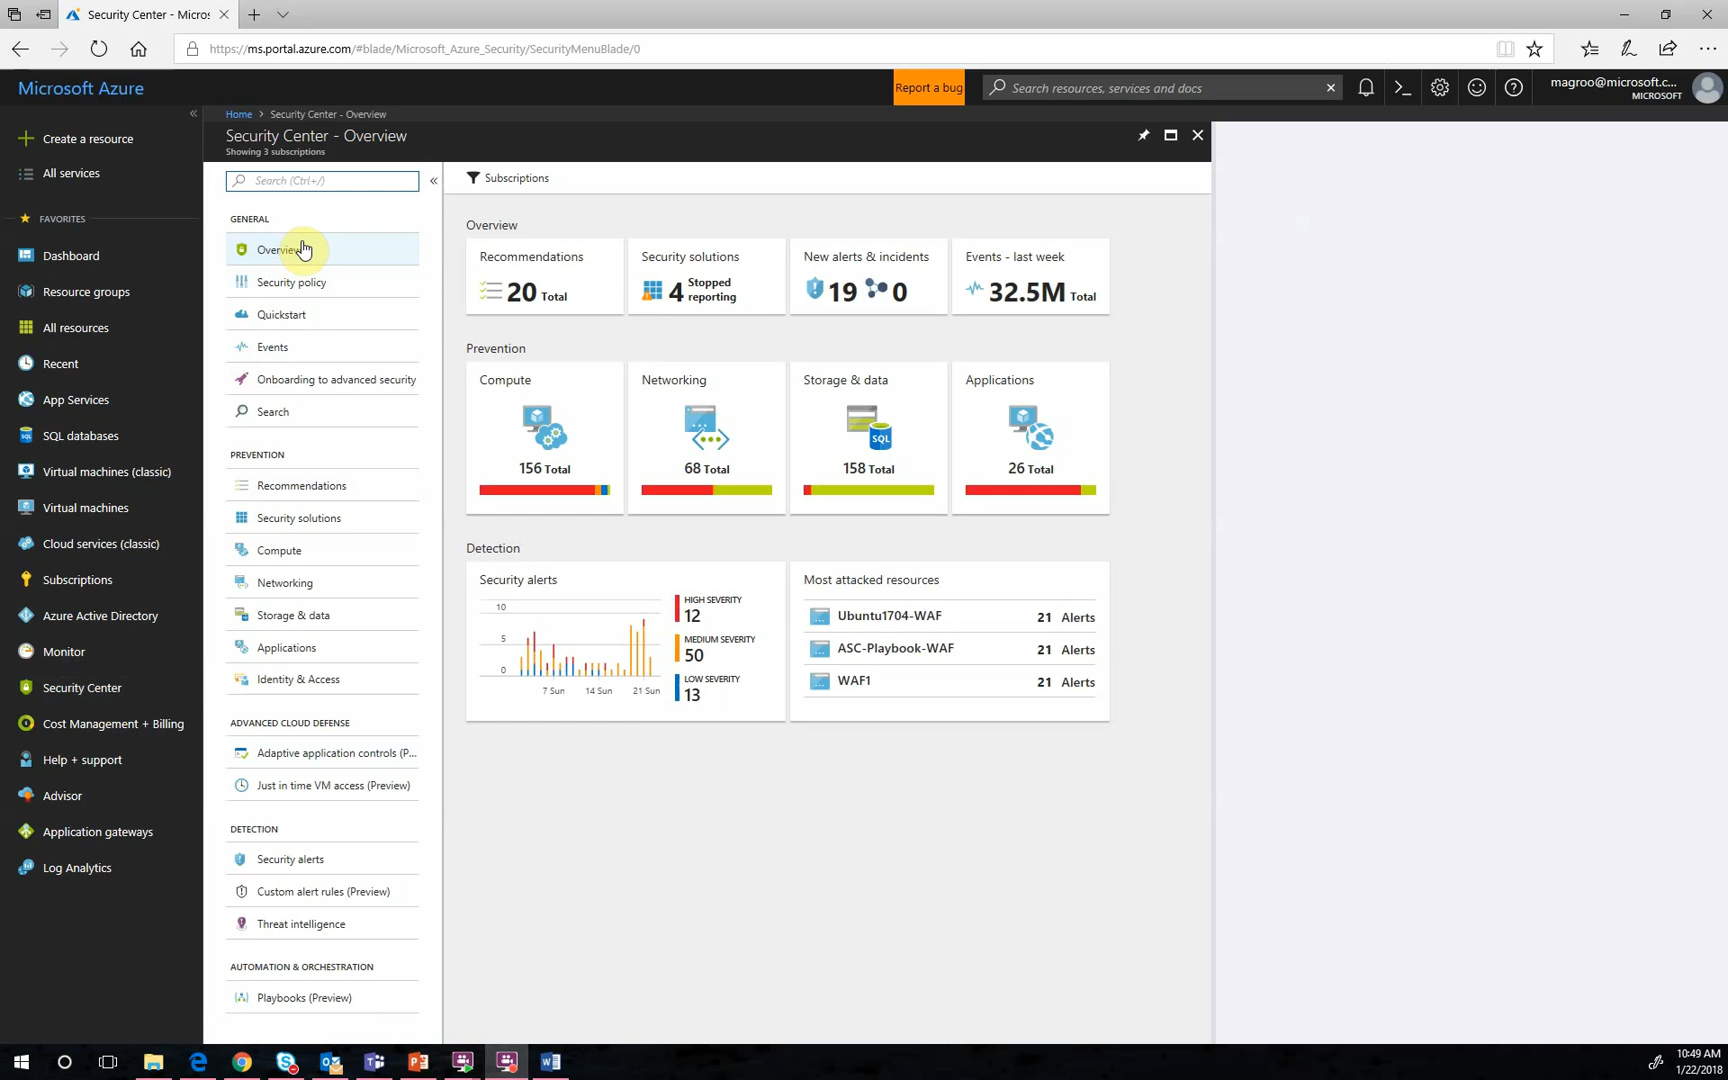 Security Center - Micros
https://ms.portal.azure.com/#blade/Microsoft_Azure_Security/SecurityMenuBlade/0
Microsoft Azure
Report a bug
Search resources, services and docs
magroo@microsoft.c...
MICROSOFT
Create a resource
All services
FAVORITES
Dashboard
Resource groups
All resources
Recent
App Services
SQL databases
Virtual machines (classic)
Virtual machines
Cloud services (classic)
Subscriptions
Azure Active Directory
Monitor
Security Center
Cost Management + Billing
Help + support
Advisor
Application gateways
Log Analytics
Home > Security Center - Overview
Security Center - Overview
Showing 3 subscriptions
Search (Ctrl+/)
GENERAL
Overview
Security policy
Quickstart
Events
Onboarding to advanced security
Search
PREVENTION
Recommendations
Security solutions
Compute
Networking
Storage & data
Applications
Identity & Access
ADVANCED CLOUD DEFENSE
Adaptive application controls (P...
Just in time VM access (Preview)
DETECTION
Security alerts
Custom alert rules (Preview)
Threat intelligence
AUTOMATION & ORCHESTRATION
Playbooks (Preview)
Subscriptions
Overview
Recommendations
20 Total
Security solutions
4 Stopped reporting
New alerts & incidents
19 0
Events - last week
32.5M Total
Prevention
Compute
156 Total
Networking
68 Total
Storage & data
SQL
158 Total
Applications
26 Total
Detection
Security alerts
10
5
0
7 Sun 14 Sun 21 Sun
HIGH SEVERITY
12
MEDIUM SEVERITY
50
LOW SEVERITY
13
Most attacked resources
Ubuntu1704-WAF 21 Alerts
ASC-Playbook-WAF 21 Alerts
WAF1 21 Alerts
10:49 AM
1/22/2018